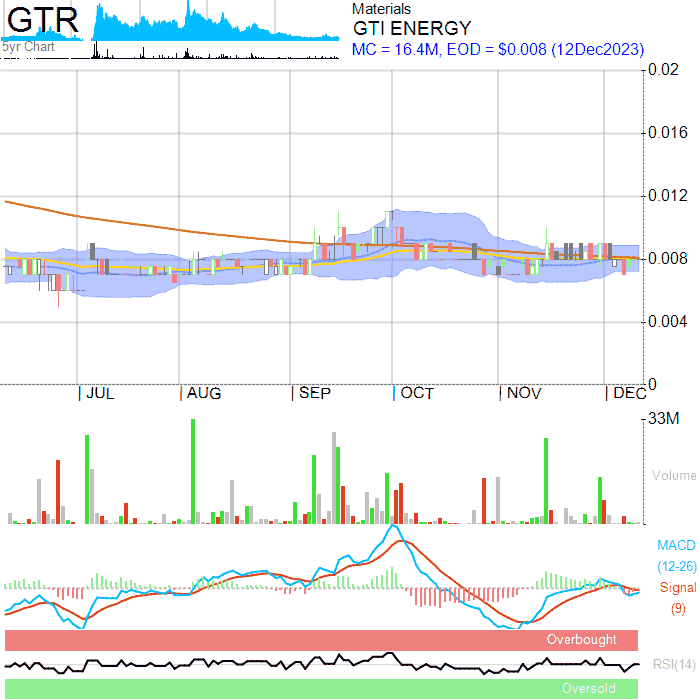 GTR
5yr Chart
Materials
GTI ENERGY
MC = 16.4M, EOD = $0.008 (12Dec2023)
0.02
0.016
0.012
0.008
0.004
0
| JUL | AUG | SEP | OCT | NOV | DEC
33M
Volume
MACD
(12-26)
Signal
(9)
Overbought
RSI(14)
Oversold